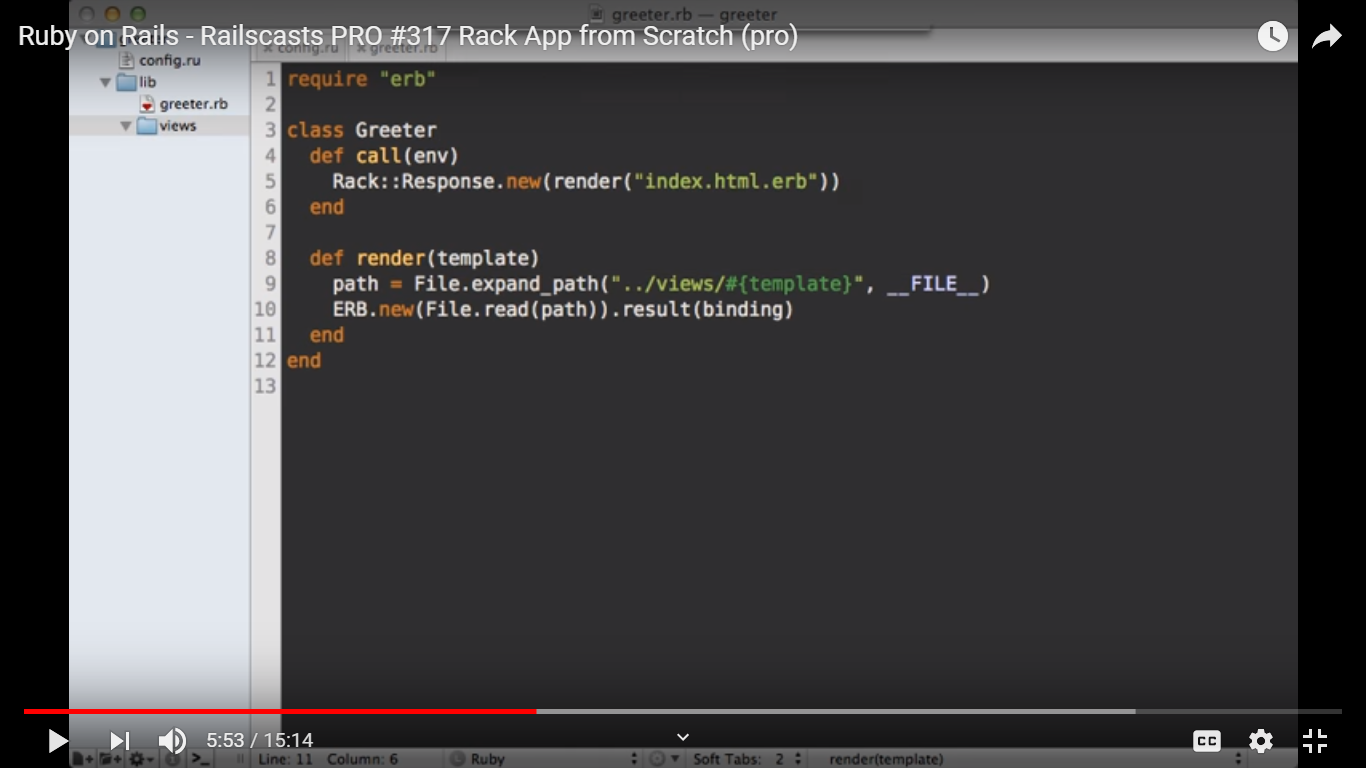 greeter.rb — greeter
Ruby on Rails - Railscasts PRO #317 Rack App from Scratch (pro)
config.ru
greeter.rb
config.ru
lib
greeter.rb
views
1 require "erb"
2
3 class Greeter
4 def call(env)
5 Rack::Response.new(render("index.html.erb"))
6 end
7
8 def render(template)
9 path = File.expand_path("../views/#{template}", __FILE__)
10 ERB.new(File.read(path)).result(binding)
11 end
12 end
13
5:53 / 15:14
CC
Line: 11 Column: 6 Ruby Soft Tabs: 2 render(template)